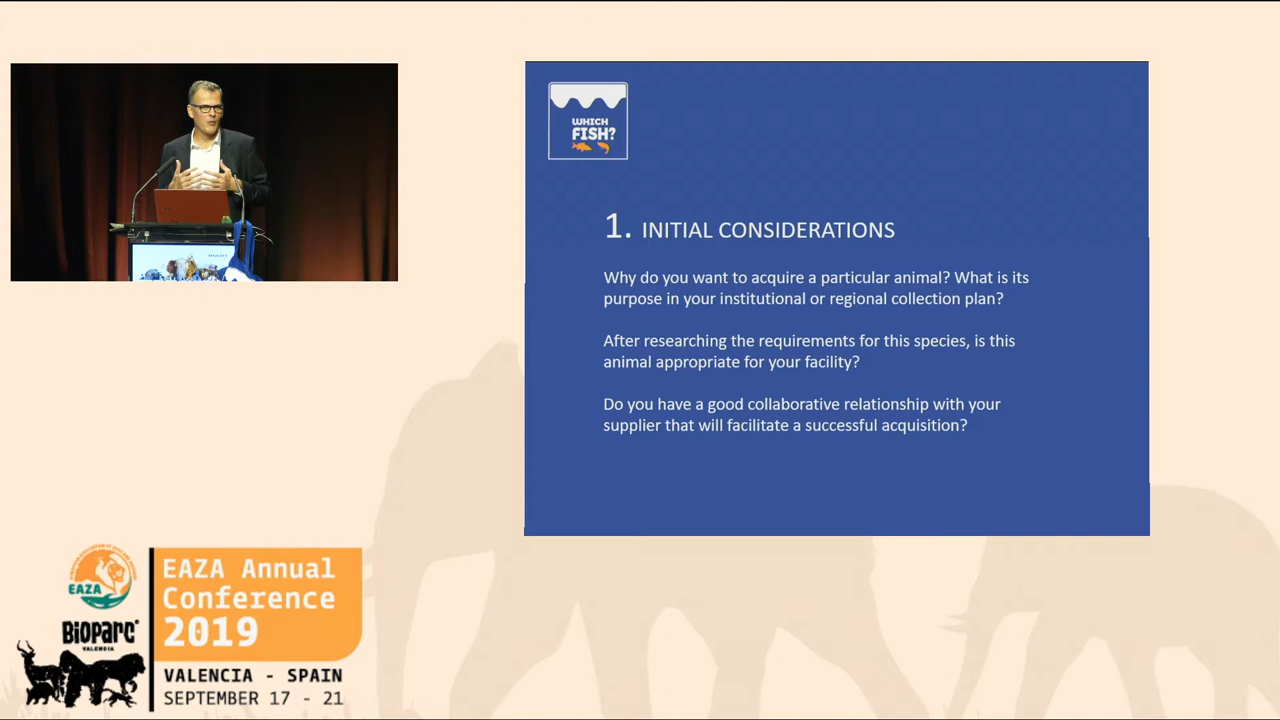 WHICH
FISH?
1. INITIAL CONSIDERATIONS
Why do you want to acquire a particular animal? What is its
purpose in your institutional or regional collection plan?
After researching the requirements for this species, is this
animal appropriate for your facility?
Do you have a good collaborative relationship with your
supplier that will facilitate a successful acquisition?
EAZA
BIOPARC
VALENCIA
EAZA Annual
Conference
2019
VALENCIA - SPAIN
SEPTEMBER 17 - 21